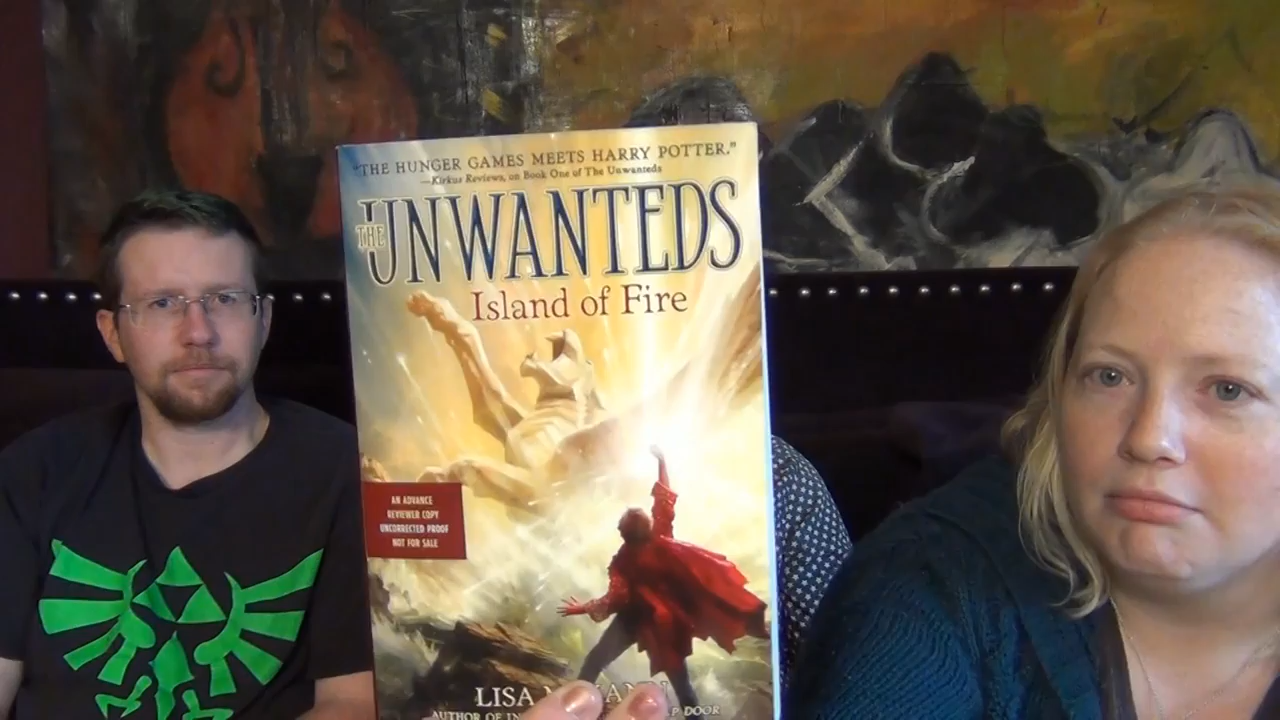 "THE HUNGER GAMES MEETS HARRY POTTER."
—Kirkus Reviews, on Book One of The Unwanteds
THE UNWANTEDS
Island of Fire
AN ADVANCE
REVIEWER COPY
UNCORRECTED PROOF
NOT FOR SALE
LISA
AUTHOR OF DOOR